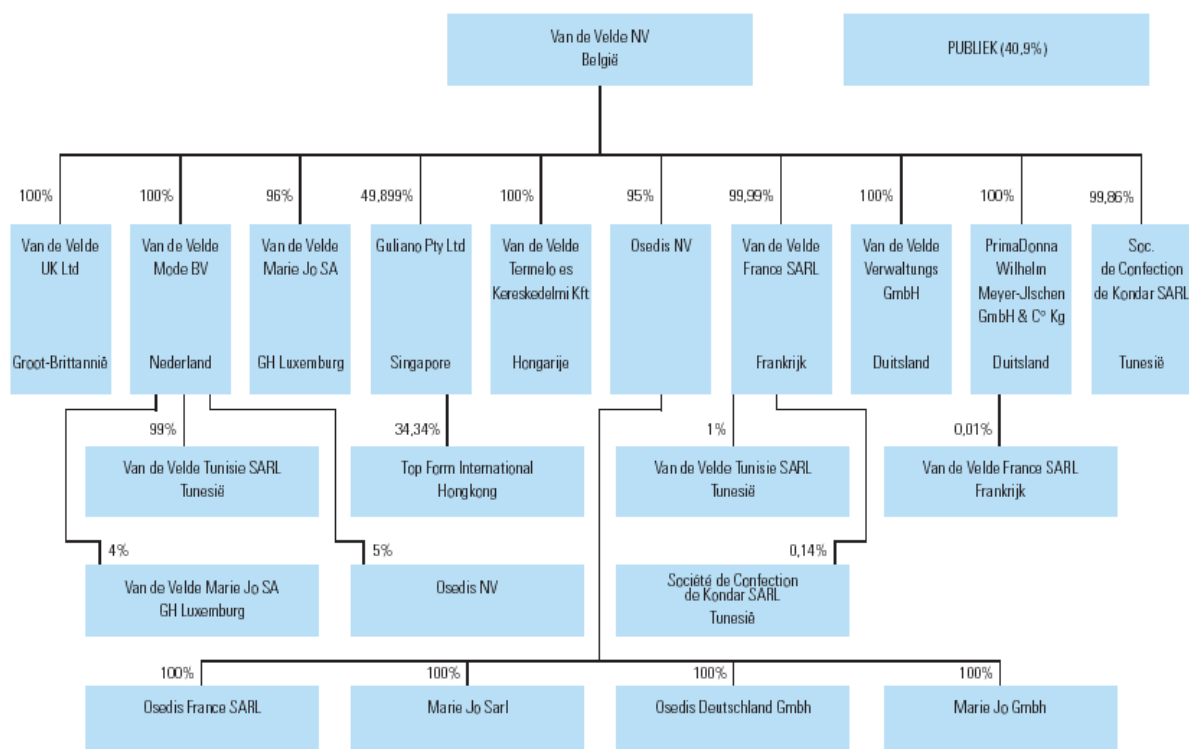 Van de Velde NV
België
PUBLIEK (40,9%)
100%
100%
96%
49,899%
100%
95%
99,99%
100%
100%
99,86%
Van de Velde
UK Ltd
Groot-Brittannië
Van de Velde
Mode BV
Nederland
Van de Velde
Marie Jo SA
GH Luxemburg
Guliano Pty Ltd
Singapore
Van de Velde
Termelo es
Kereskedelmi Kft
Hongarije
Osedis NV
Van de Velde
France SARL
Frankrijk
Van de Velde
Verwaltungs
GmbH
Duitsland
PrimaDonna
Wilhelm
Meyer-Jlschen
GmbH & C° Kg
Duitsland
Soc.
de Confection
de Kondar SARL
Tunesië
99%
34,34%
1%
0,01%
Van de Velde Tunisie SARL
Tunesië
Top Form International
Hongkong
Van de Velde Tunisie SARL
Tunesië
Van de Velde France SARL
Frankrijk
4%
5%
0,14%
Van de Velde Marie Jo SA
GH Luxemburg
Osedis NV
Société de Confection
de Kondar SARL
Tunesië
100%
100%
100%
100%
Osedis France SARL
Marie Jo Sarl
Osedis Deutschland Gmbh
Marie Jo Gmbh